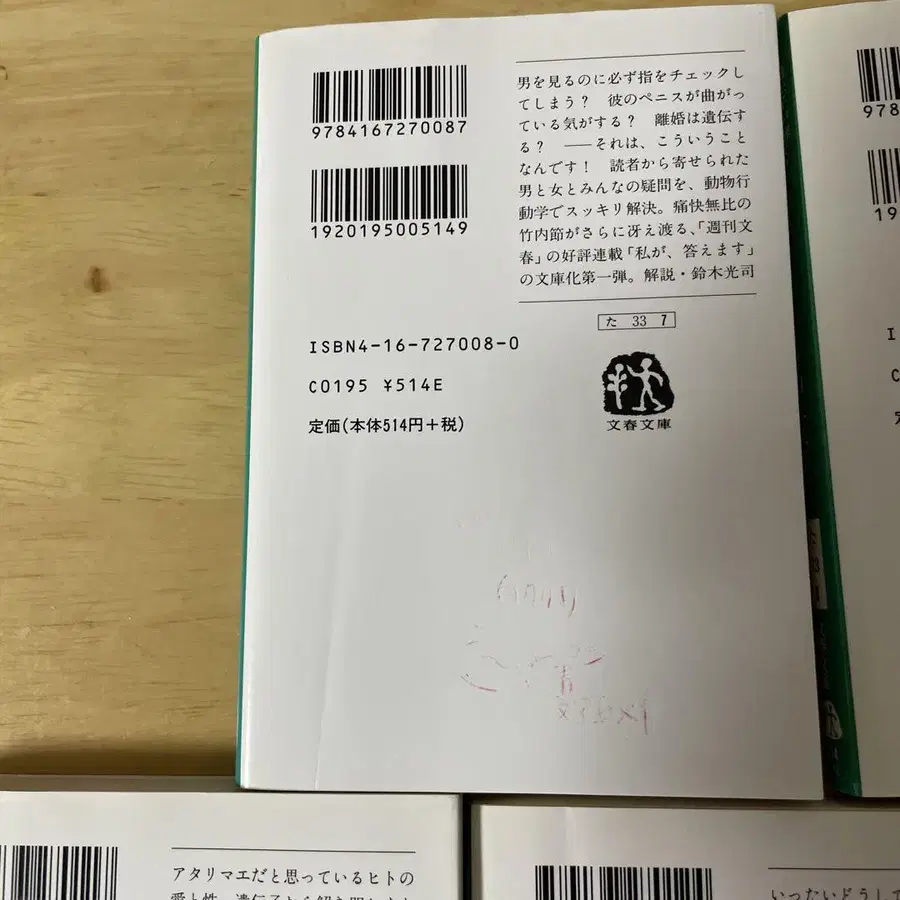 9784167270087
1920195005149
男を見るのに必ず指をチェックし
てしまう？　彼のペニスが曲がっ
ている気がする？　離婚は遺伝す
る？　――それは、こういうこと
なんです！　読者から寄せられた
男と女とみんなの疑問を、動物行
動学でスッキリ解決。痛快無比の
竹内節がさらに冴え渡る、「週刊文
春」の好評連載「私が、答えます」
の文庫化第一弾。解説・鈴木光司
た 33 7
ISBN4-16-727008-0
C0195 ¥514E
定価(本体514円+税)
文春文庫
978
19
I
C
アタリマエだと思っているヒトの
いったいどうして